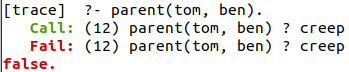 [trace]  ?- parent(tom, ben).
   Call: (12) parent(tom, ben) ? creep
   Fail: (12) parent(tom, ben) ? creep
false.